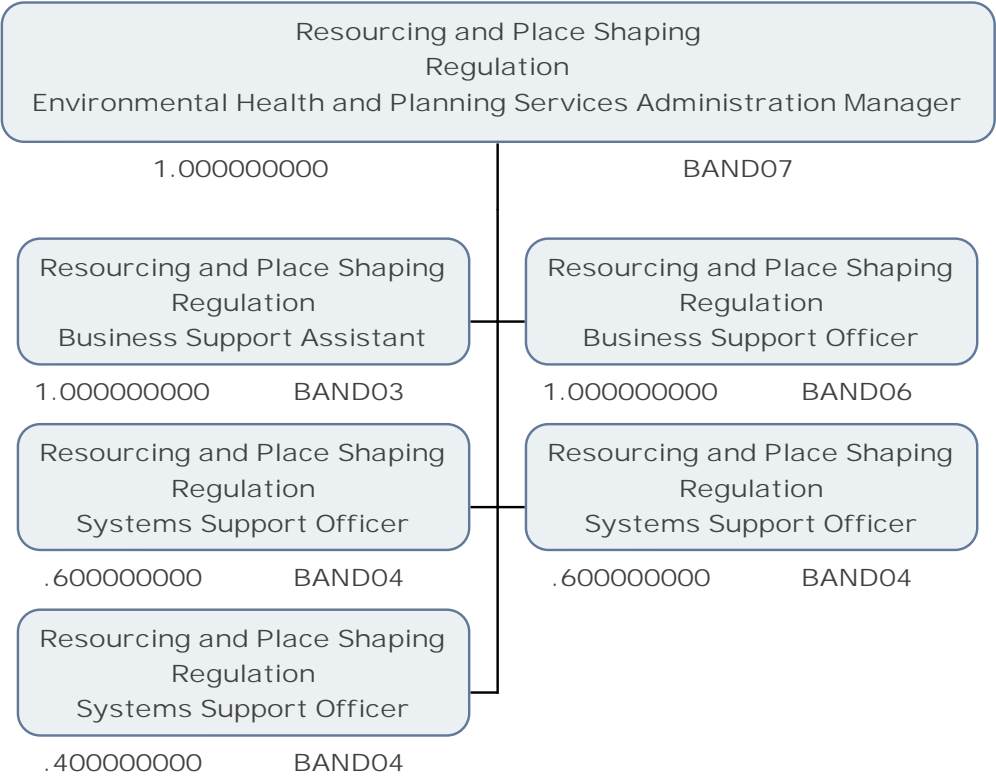 Resourcing and Place Shaping
Regulation
Environmental Health and Planning Services Administration Manager
1.000000000 BAND07
Resourcing and Place Shaping
Regulation
Business Support Assistant
1.000000000 BAND03
Resourcing and Place Shaping
Regulation
Business Support Officer
1.000000000 BAND06
Resourcing and Place Shaping
Regulation
Systems Support Officer
.600000000 BAND04
Resourcing and Place Shaping
Regulation
Systems Support Officer
.600000000 BAND04
Resourcing and Place Shaping
Regulation
Systems Support Officer
.400000000 BAND04